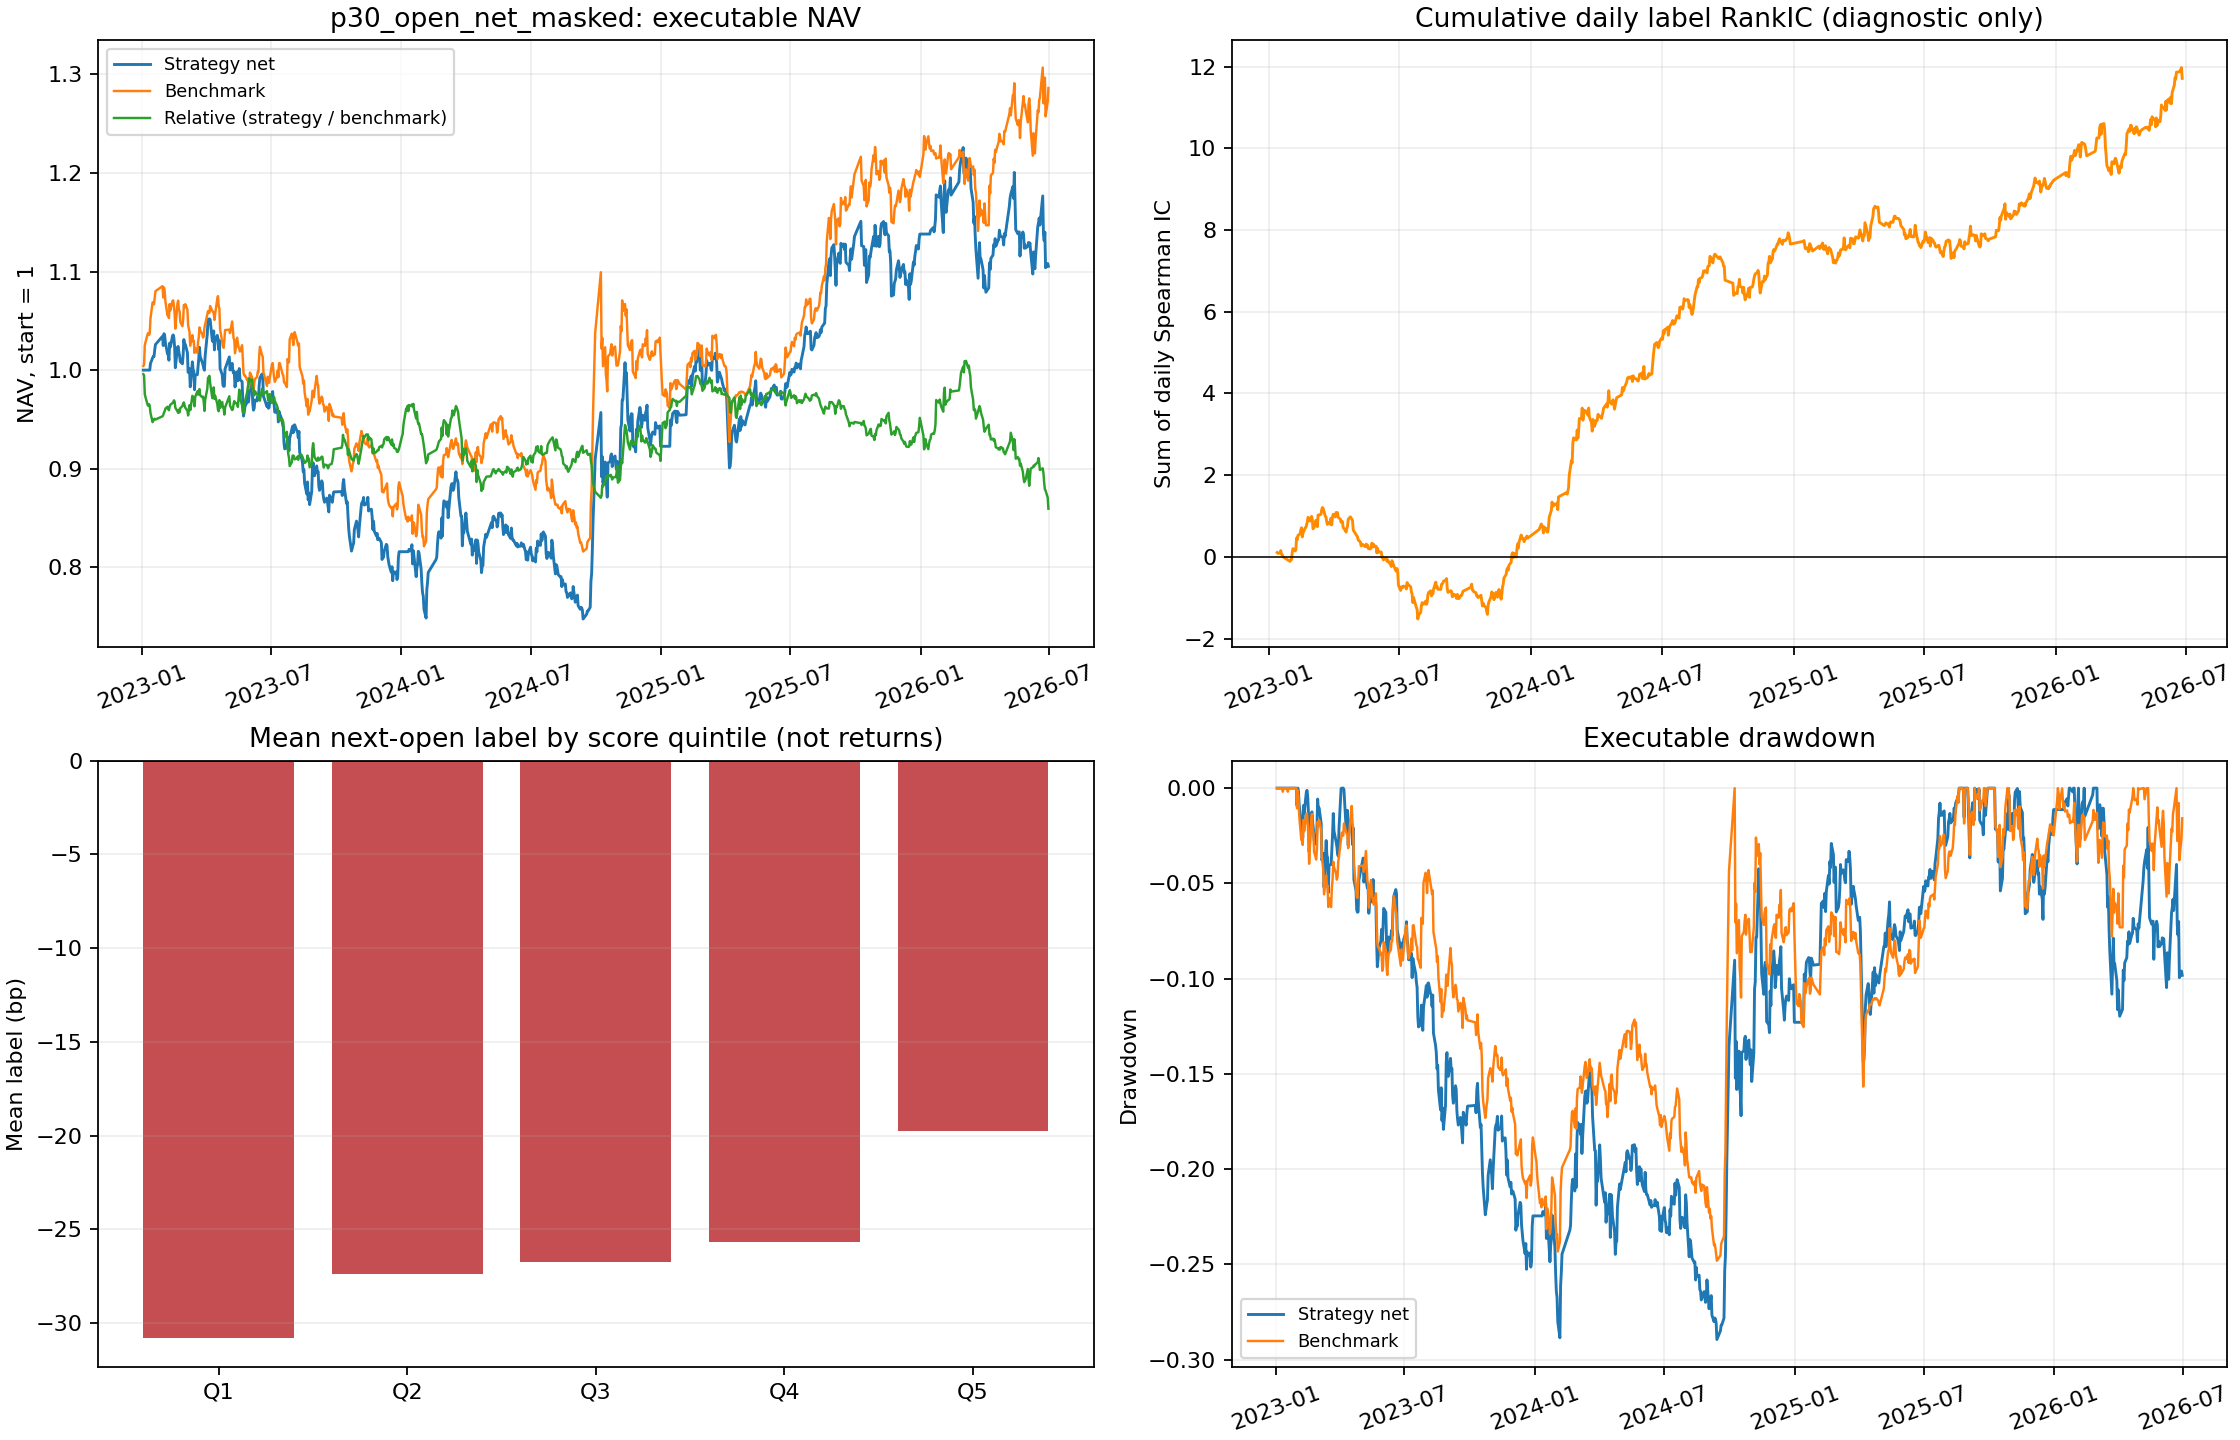 p30_open_net_masked: executable NAV
Strategy net
Benchmark
Relative (strategy / benchmark)
NAV, start = 1
1.3
1.2
1.1
1.0
0.9
0.8
2023-01
2023-07
2024-01
2024-07
2025-01
2025-07
2026-01
2026-07
Cumulative daily label RankIC (diagnostic only)
Sum of daily Spearman IC
12
10
8
6
4
2
0
−2
2023-01
2023-07
2024-01
2024-07
2025-01
2025-07
2026-01
2026-07
Mean next-open label by score quintile (not returns)
Mean label (bp)
0
−5
−10
−15
−20
−25
−30
Q1
Q2
Q3
Q4
Q5
Executable drawdown
Drawdown
0.00
−0.05
−0.10
−0.15
−0.20
−0.25
−0.30
Strategy net
Benchmark
2023-01
2023-07
2024-01
2024-07
2025-01
2025-07
2026-01
2026-07